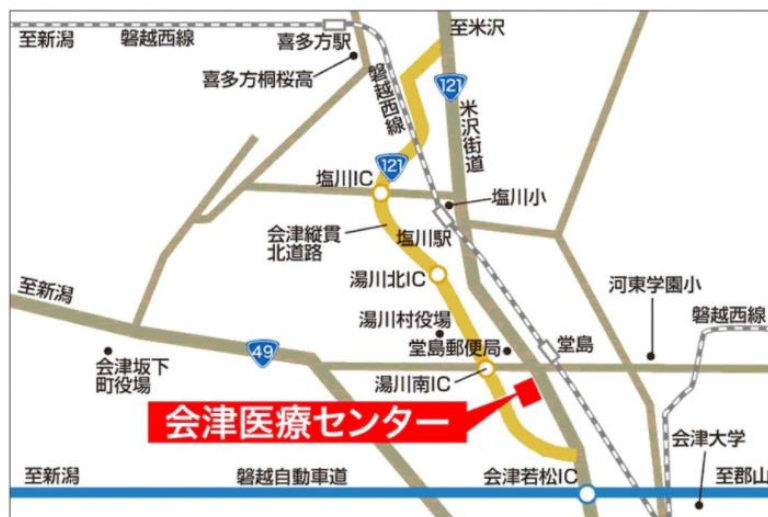 至新潟
磐越西線
喜多方駅
至米沢
喜多方桐桜高
磐越西線
121
米沢街道
121
塩川IC
塩川小
会津縦貫
北道路
塩川駅
至新潟
湯川北IC
河東学園小
湯川村役場
磐越西線
堂島郵便局
堂島
49
会津坂下
町役場
湯川南IC
会津医療センター
会津大学
至新潟
磐越自動車道
会津若松IC
至郡山